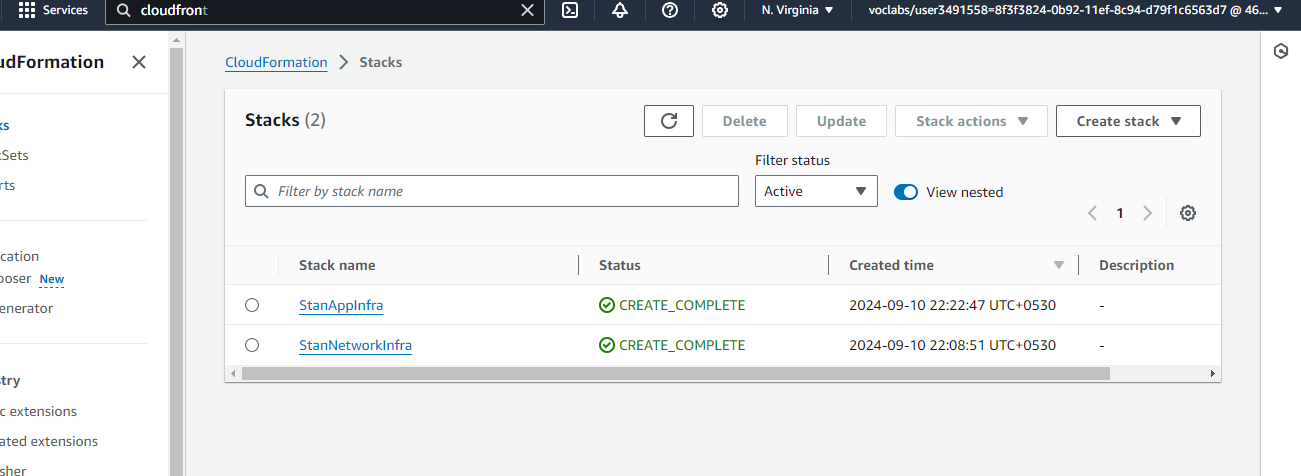 Services
cloudfront
N. Virginia
voclabs/user3491558=8f3f3824-0b92-11ef-8c94-d79f1c6563d7 @ 46...
udFormation
CloudFormation > Stacks
ks
Sets
rts
ication
poser New
enerator
stry
c extensions
ated extensions
sher
Stacks (2)
Delete
Update
Stack actions
Create stack
Filter status
Filter by stack name
Active
View nested
1
Stack name Status Created time Description
StanAppInfra CREATE_COMPLETE 2024-09-10 22:22:47 UTC+0530 -
StanNetworkInfra CREATE_COMPLETE 2024-09-10 22:08:51 UTC+0530 -